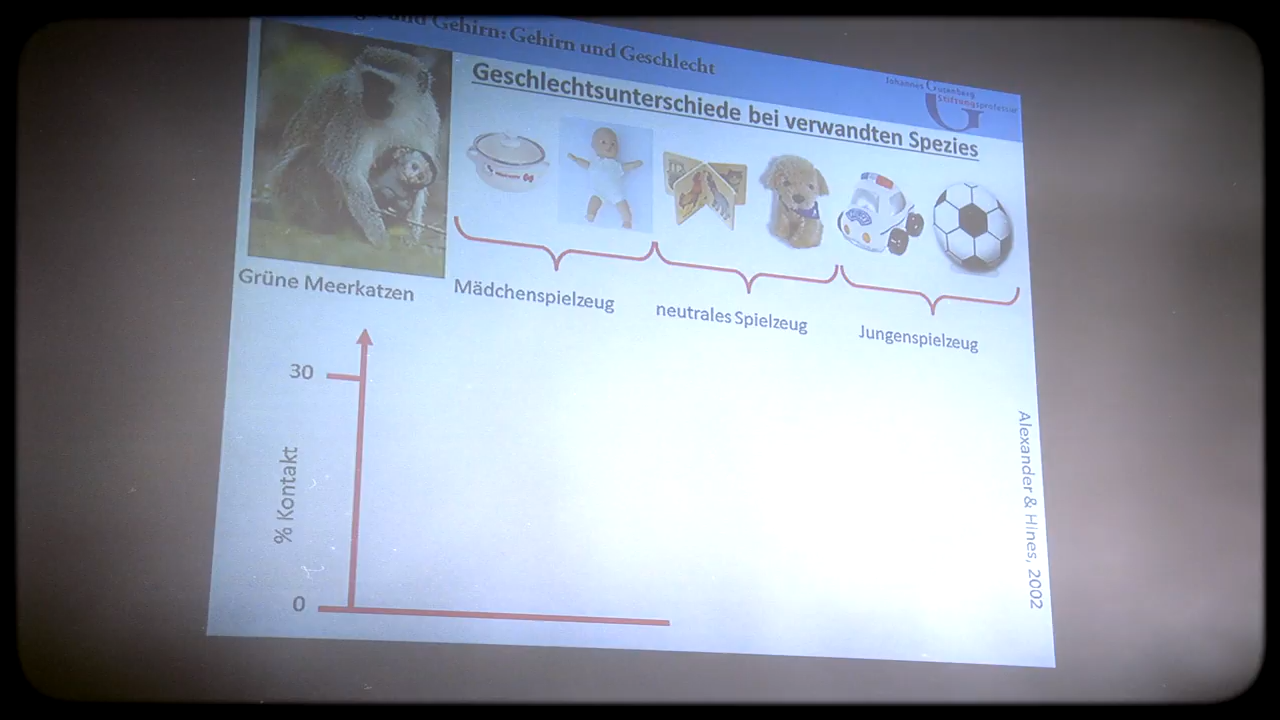 und Gehirn: Gehirn und Geschlecht
Johannes Gutenberg
Stiftungsprofessur
Geschlechtsunterschiede bei verwandten Spezies
Grüne Meerkatzen
Mädchenspielzeug
neutrales Spielzeug
Jungenspielzeug
30
% Kontakt
0
Alexander & Hines, 2002